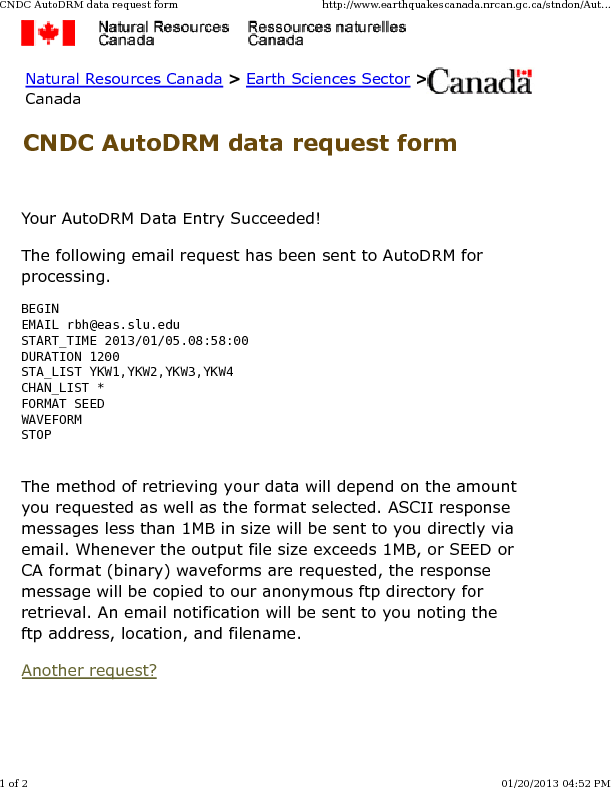 CNDC AutoDRM data request form http://www.earthquakescanada.nrcan.gc.ca/stndon/Aut...
Natural Resources Canada
Ressources naturelles Canada
Natural Resources Canada > Earth Sciences Sector > Canada
Canada
CNDC AutoDRM data request form
Your AutoDRM Data Entry Succeeded!
The following email request has been sent to AutoDRM for
processing.
BEGIN
EMAIL rbh@eas.slu.edu
START_TIME 2013/01/05.08:58:00
DURATION 1200
STA_LIST YKW1,YKW2,YKW3,YKW4
CHAN_LIST *
FORMAT SEED
WAVEFORM
STOP
The method of retrieving your data will depend on the amount
you requested as well as the format selected. ASCII response
messages less than 1MB in size will be sent to you directly via
email. Whenever the output file size exceeds 1MB, or SEED or
CA format (binary) waveforms are requested, the response
message will be copied to our anonymous ftp directory for
retrieval. An email notification will be sent to you noting the
ftp address, location, and filename.
Another request?
1 of 2 01/20/2013 04:52 PM